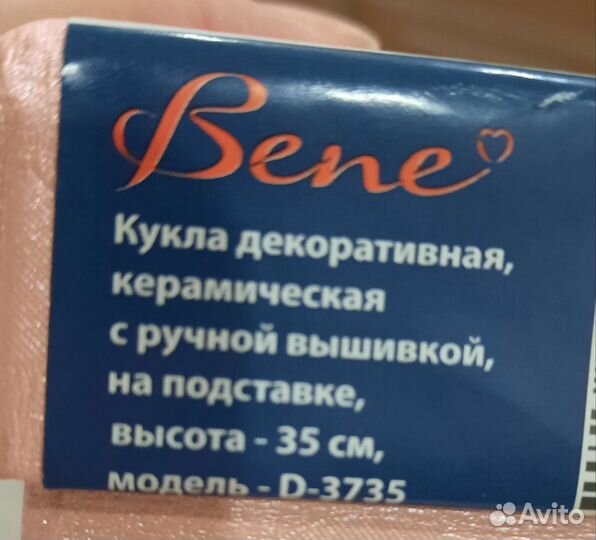 Bene
Кукла декоративная,
керамическая
с ручной вышивкой,
на подставке,
высота - 35 см,
модель - D-3735
Avito